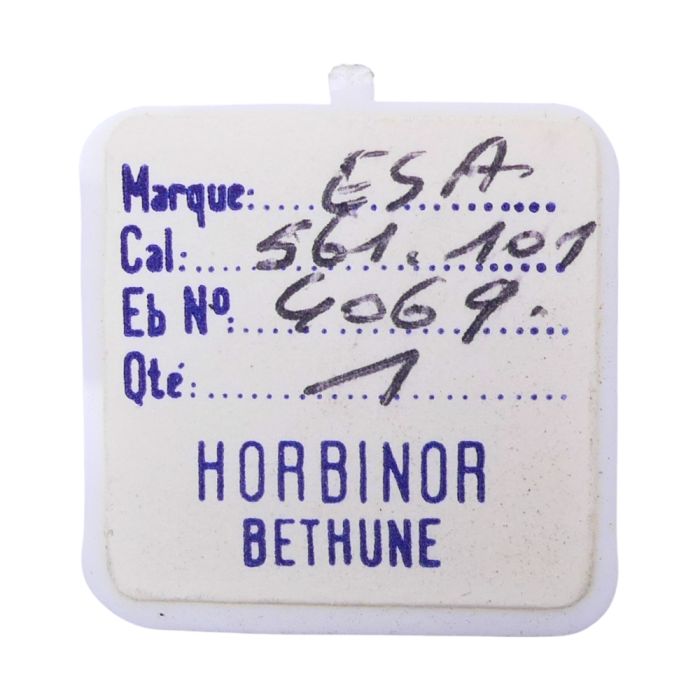 Marque: ESA
Cal: 561.101
Eb Nº: 4069.
Qté: 1
HORBINOR
BETHUNE